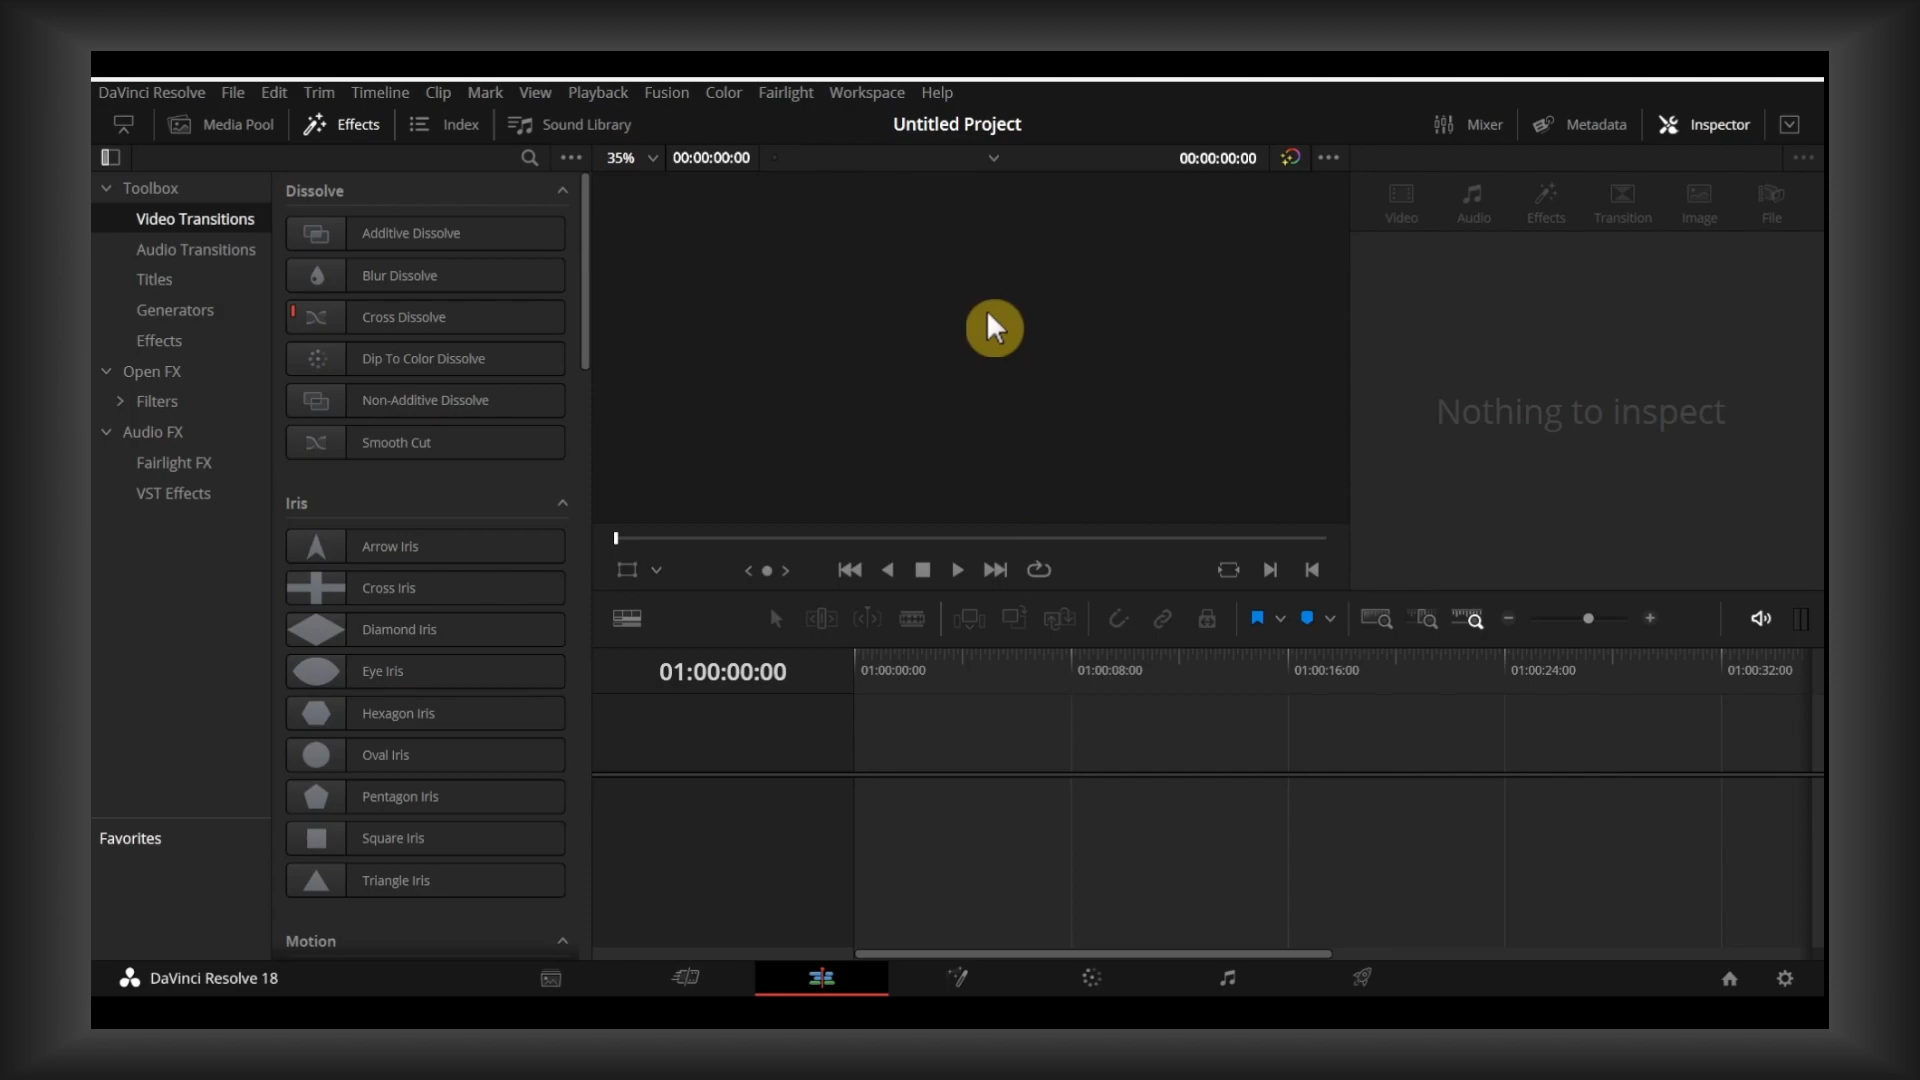 DaVinci Resolve File Edit Trim Timeline Clip Mark View Playback Fusion Color Fairlight Workspace Help
Media Pool Effects Index Sound Library Untitled Project Mixer Metadata Inspector
35% 00:00:00:00 00:00:00:00
Toolbox
Video Transitions
Audio Transitions
Titles
Generators
Effects
Open FX
Filters
Audio FX
Fairlight FX
VST Effects
Favorites
Dissolve
Additive Dissolve
Blur Dissolve
Cross Dissolve
Dip To Color Dissolve
Non-Additive Dissolve
Smooth Cut
Iris
Arrow Iris
Cross Iris
Diamond Iris
Eye Iris
Hexagon Iris
Oval Iris
Pentagon Iris
Square Iris
Triangle Iris
Motion
Video Audio Effects Transition Image File
Nothing to inspect
01:00:00:00 01:00:00:00 01:00:08:00 01:00:16:00 01:00:24:00 01:00:32:00
DaVinci Resolve 18